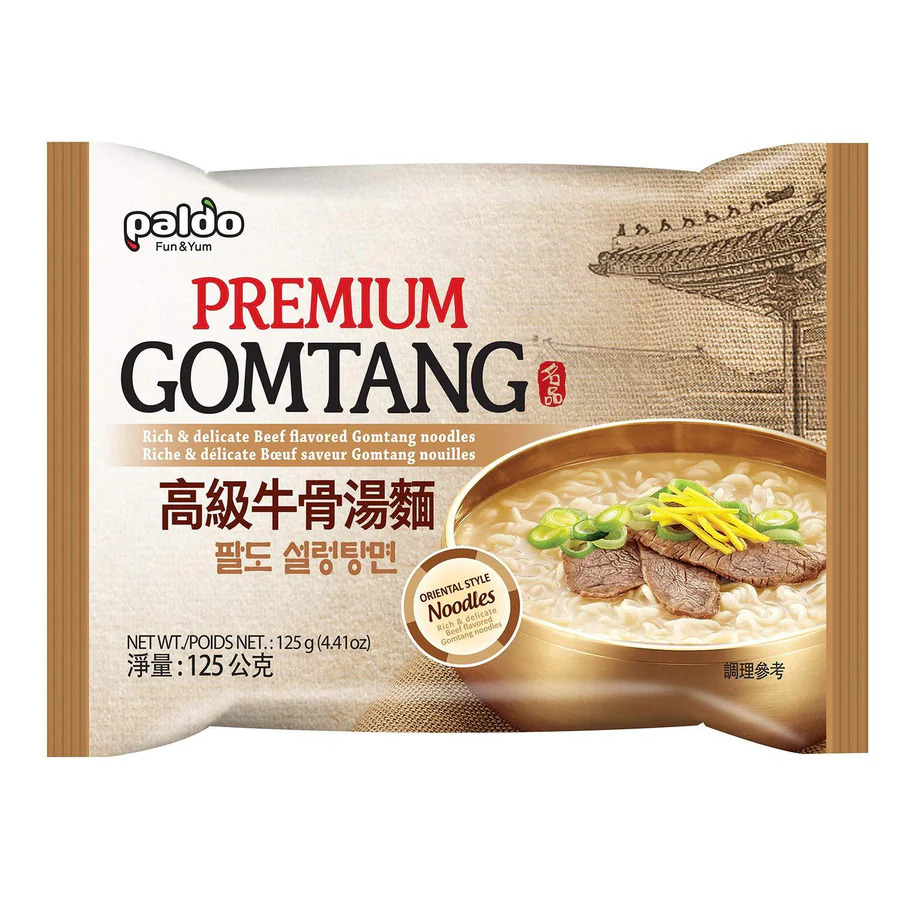 paldo
Fun & Yum
PREMIUM
GOMTANG
名品
Rich & delicate Beef flavored Gomtang noodles
Riche & délicate Bœuf saveur Gomtang nouilles
高級牛骨湯麵
팔도 설렁탕면
ORIENTAL STYLE
Noodles
Rich & delicate
Beef flavored
Gomtang noodles
NET WT./POIDS NET.: 125 g (4.41oz)
淨量: 125 公克
調理參考